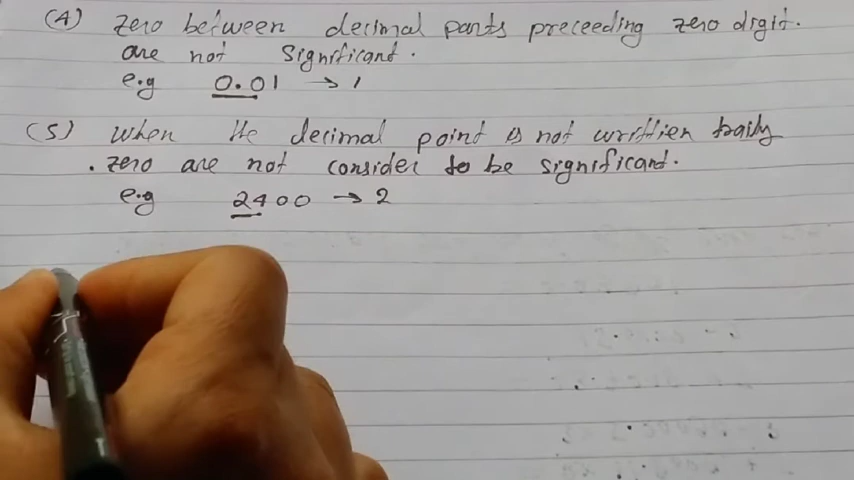 (4) zero between decimal parts preceeding zero digit.
are not significant.
e.g 0.01 → 1
(5) when the decimal point is not writtien traily
. zero are not consider to be significant.
e.g 2400 → 2